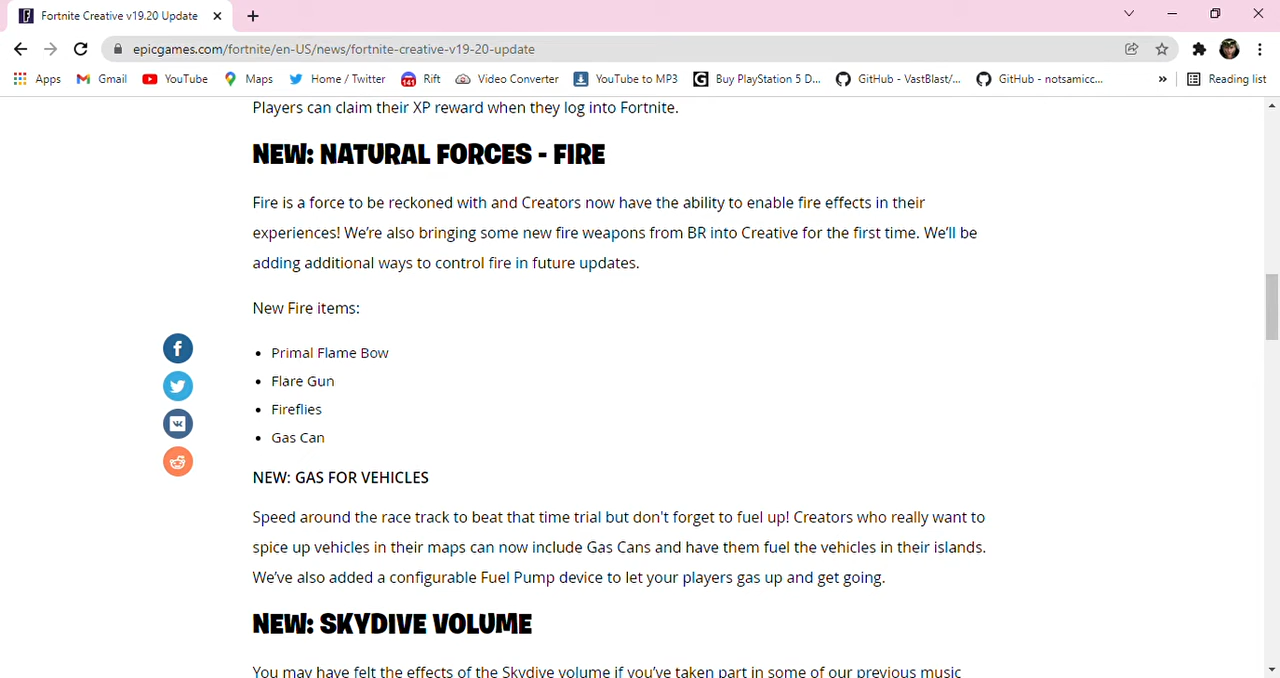 Fortnite Creative v19.20 Update
epicgames.com/fortnite/en-US/news/fortnite-creative-v19-20-update
Apps Gmail YouTube Maps Home / Twitter 141 Rift Video Converter YouTube to MP3 Buy PlayStation 5 D... GitHub - VastBlast/... GitHub - notsamicc... » Reading list
Players can claim their XP reward when they log into Fortnite.
NEW: NATURAL FORCES - FIRE
Fire is a force to be reckoned with and Creators now have the ability to enable fire effects in their
experiences! We’re also bringing some new fire weapons from BR into Creative for the first time. We’ll be
adding additional ways to control fire in future updates.
New Fire items:
• Primal Flame Bow
• Flare Gun
• Fireflies
• Gas Can
NEW: GAS FOR VEHICLES
Speed around the race track to beat that time trial but don't forget to fuel up! Creators who really want to
spice up vehicles in their maps can now include Gas Cans and have them fuel the vehicles in their islands.
We’ve also added a configurable Fuel Pump device to let your players gas up and get going.
NEW: SKYDIVE VOLUME
You may have felt the effects of the Skydive volume if you’ve taken part in some of our previous music